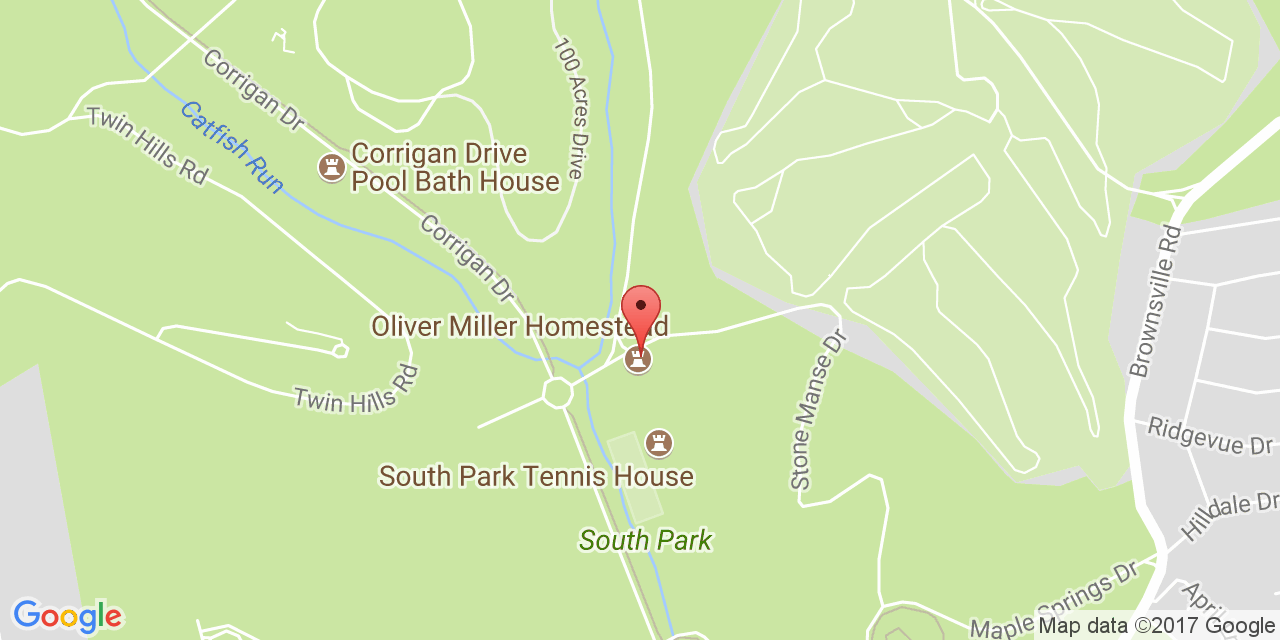 100 Acres Drive
Corrigan Dr
Twin Hills Rd
Catfish Run
Corrigan Drive
Pool Bath House
Corrigan Dr
Brownsville Rd
Oliver Miller Homestead
Stone Manse Dr
Twin Hills Rd
Ridgevue Dr
South Park Tennis House
Hilldale Dr
South Park
Maple Springs Dr
April
Google
Map data ©2017 Google